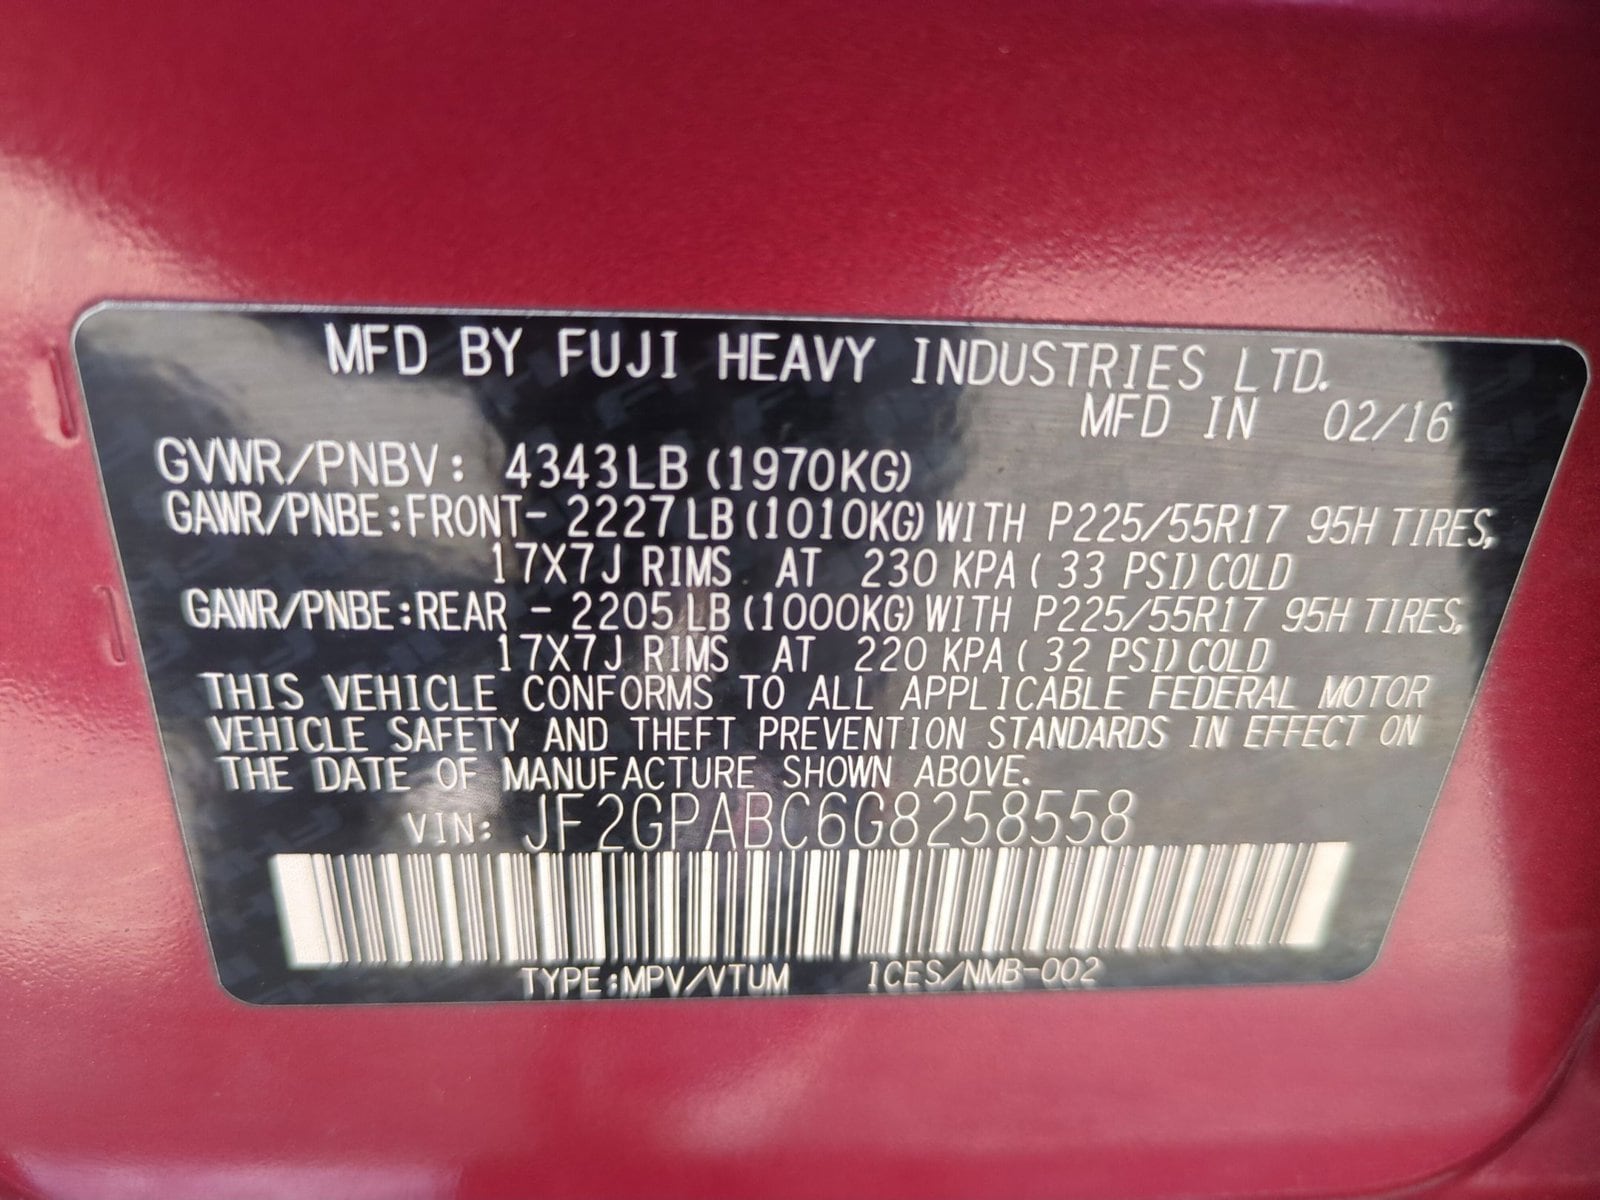 MFD BY FUJI HEAVY INDUSTRIES LTD.
MFD IN 02/16
GVWR/PNBV: 4343LB (1970KG)
GAWR/PNBE:FRONT- 2227LB (1010KG) WITH P225/55R17 95H TIRES,
17X7J RIMS AT 230 KPA ( 33 PSI) COLD
GAWR/PNBE:REAR - 2205LB (1000KG) WITH P225/55R17 95H TIRES,
17X7J RIMS AT 220 KPA ( 32 PSI) COLD
THIS VEHICLE CONFORMS TO ALL APPLICABLE FEDERAL MOTOR
VEHICLE SAFETY AND THEFT PREVENTION STANDARDS IN EFFECT ON
THE DATE OF MANUFACTURE SHOWN ABOVE.
VIN: JF2GPABC6G8258558
TYPE:MPV/VTUM ICES/NMB-002